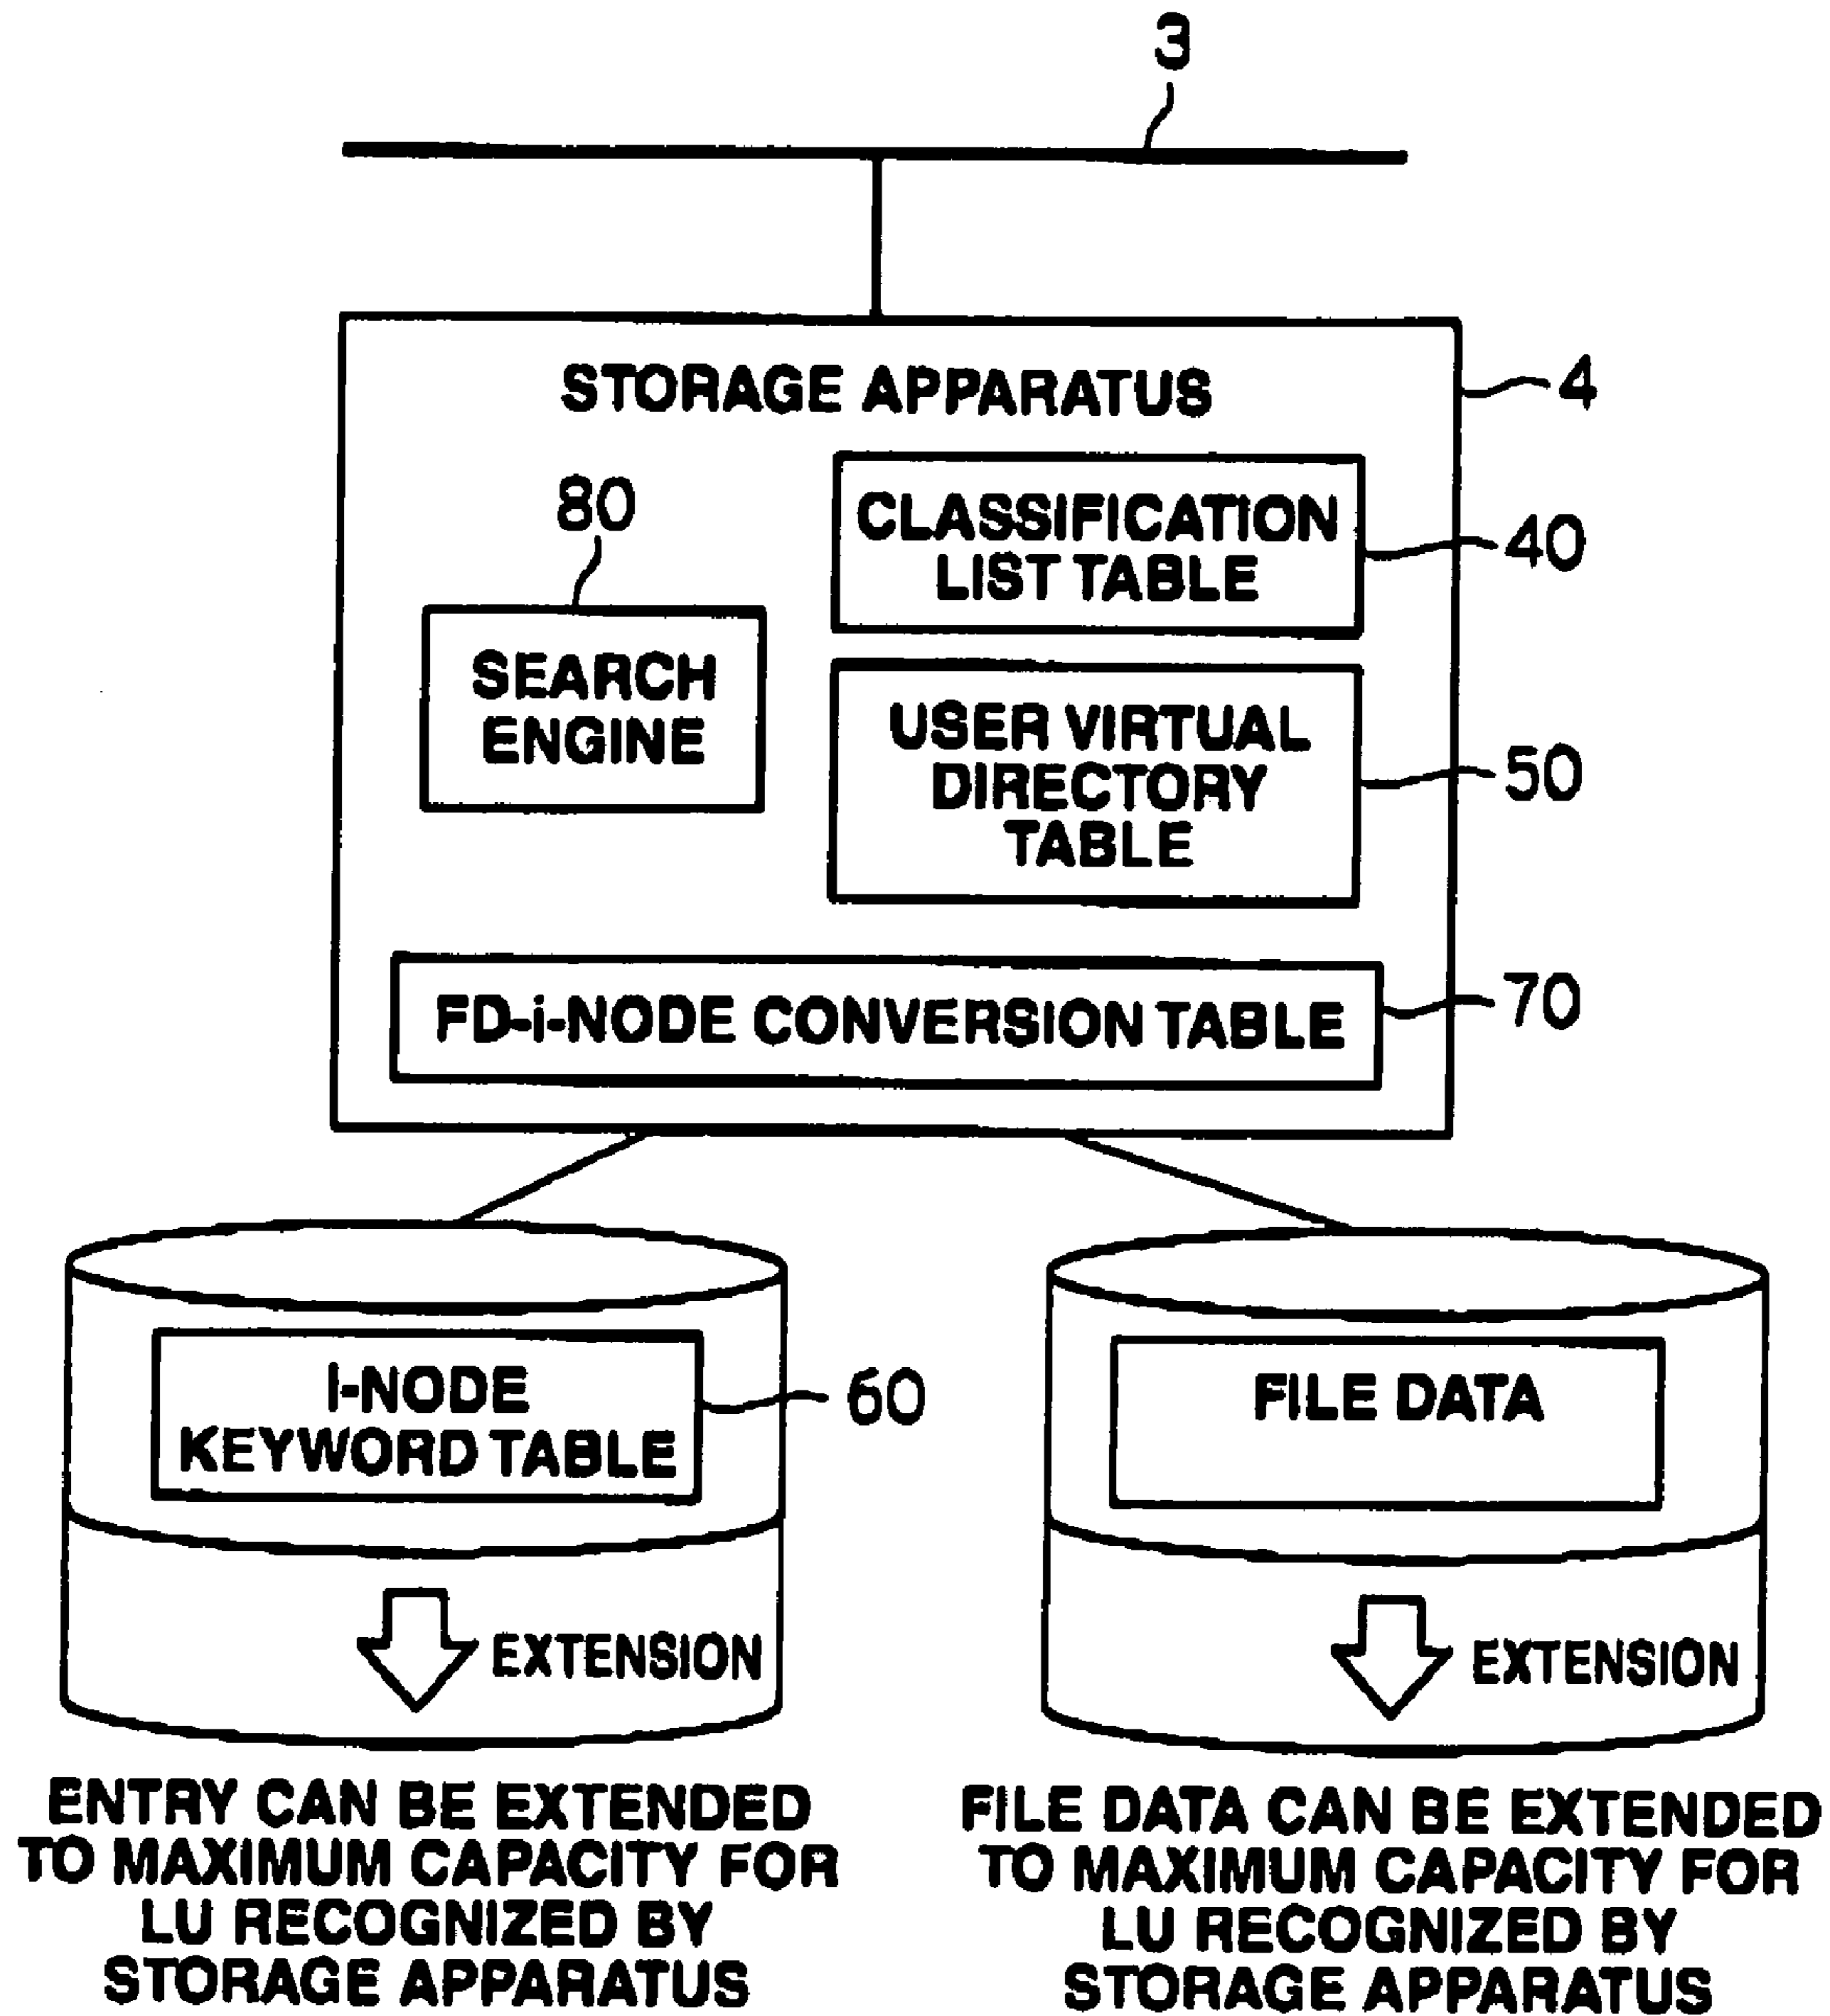 3
STORAGE APPARATUS
4
80
CLASSIFICATION
LIST TABLE
40
SEARCH
ENGINE
USER VIRTUAL
DIRECTORY
TABLE
50
FD-i-NODE CONVERSION TABLE
70
I-NODE
KEYWORD TABLE
60
FILE DATA
EXTENSION
EXTENSION
ENTRY CAN BE EXTENDED
TO MAXIMUM CAPACITY FOR
LU RECOGNIZED BY
STORAGE APPARATUS
FILE DATA CAN BE EXTENDED
TO MAXIMUM CAPACITY FOR
LU RECOGNIZED BY
STORAGE APPARATUS